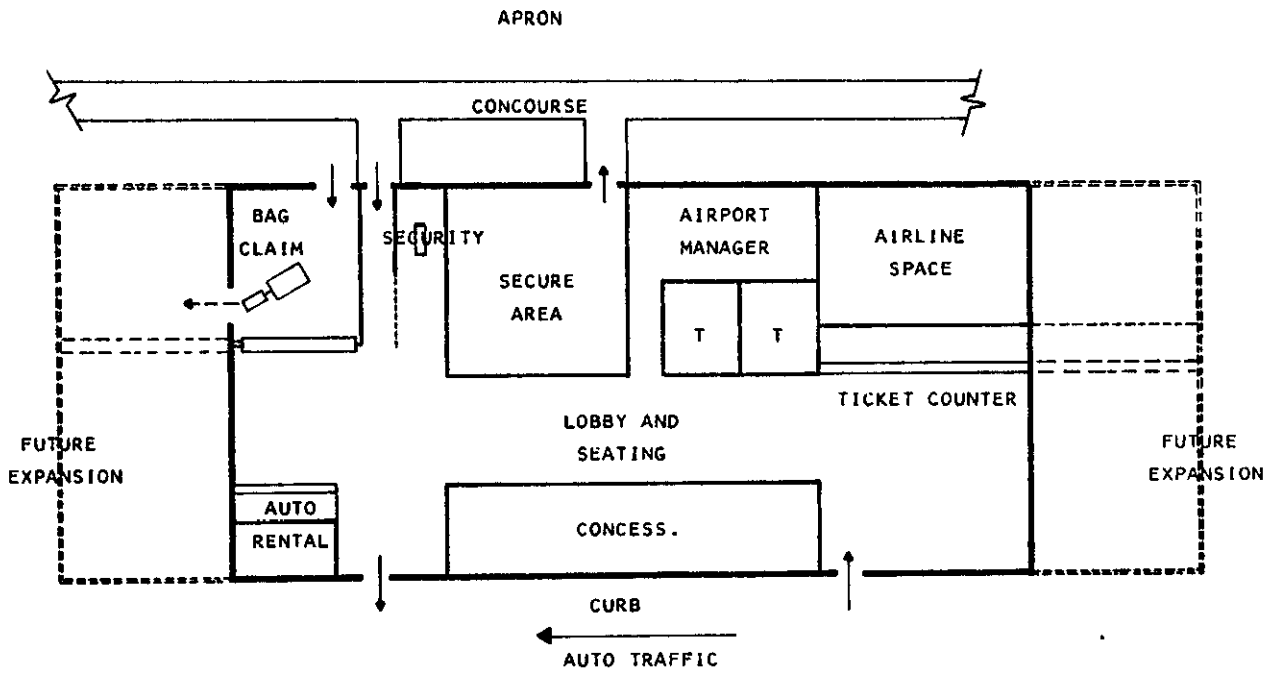 APRON
CONCOURSE
BAG
CLAIM
SECURITY
SECURE
AREA
AIRPORT
MANAGER
AIRLINE
SPACE
T
T
TICKET COUNTER
LOBBY AND
SEATING
FUTURE
EXPANSION
FUTURE
EXPANSION
AUTO
RENTAL
CONCESS.
CURB
AUTO TRAFFIC